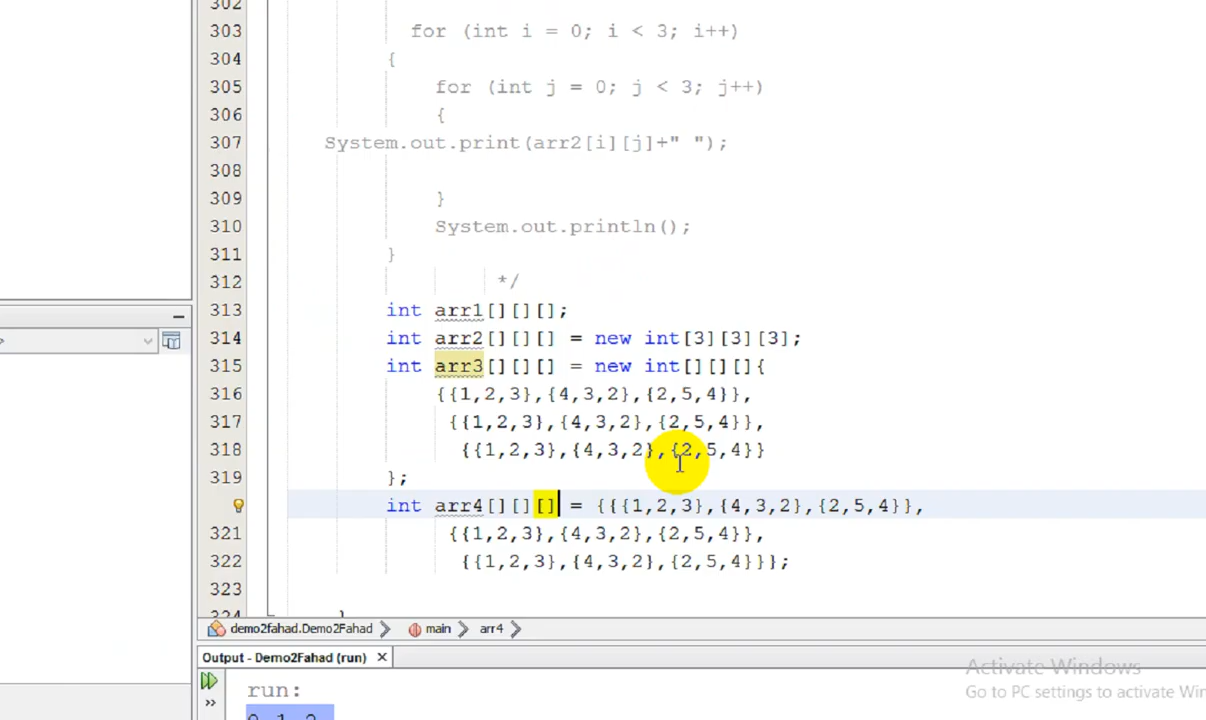 302
303 for (int i = 0; i < 3; i++)
304 {
305 for (int j = 0; j < 3; j++)
306 {
307 System.out.print(arr2[i][j]+" ");
308
309 }
310 System.out.println();
311 }
312 */
313 int arr1[][][];
314 int arr2[][][] = new int[3][3][3];
315 int arr3[][][] = new int[][][]{
316 {{1,2,3},{4,3,2},{2,5,4}},
317 {{1,2,3},{4,3,2},{2,5,4}},
318 {{1,2,3},{4,3,2},{2,5,4}}
319 };
int arr4[][][] = {{{1,2,3},{4,3,2},{2,5,4}},
321 {{1,2,3},{4,3,2},{2,5,4}},
322 {{1,2,3},{4,3,2},{2,5,4}}};
323
324 }
demo2fahad.Demo2Fahad main arr4
Output - Demo2Fahad (run) ×
Activate Windows
run:
Go to PC settings to activate Win
0 1 2